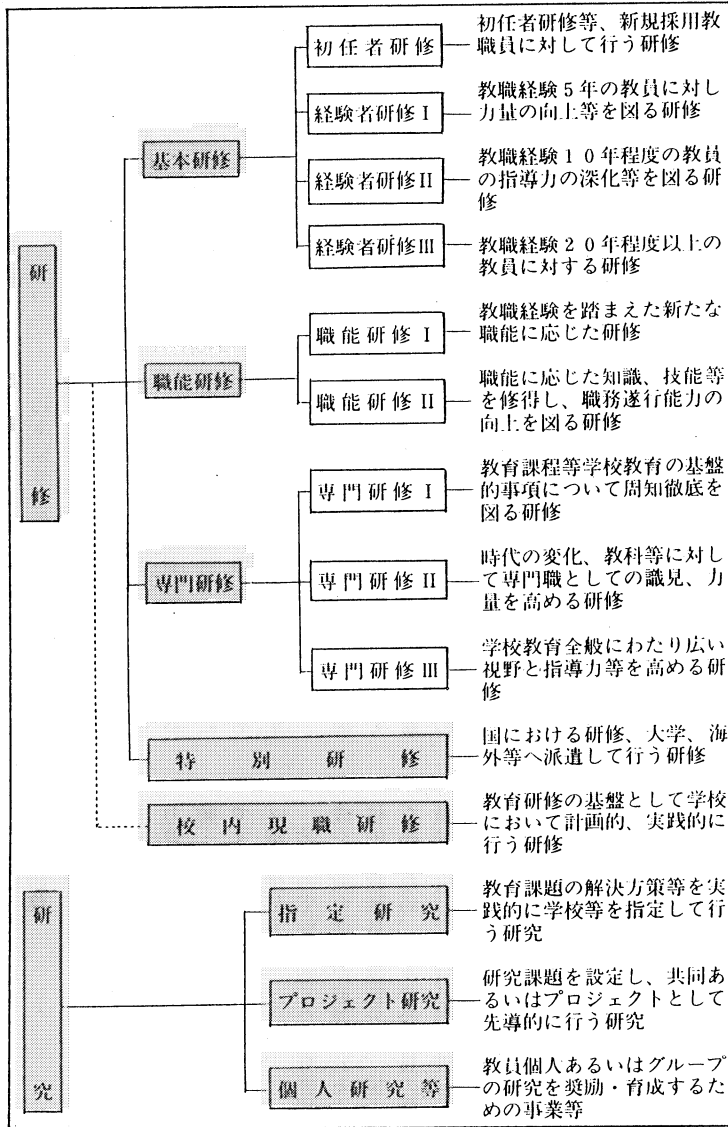 研修
基本研修
初任者研修
初任者研修等、新規採用教
職員に対して行う研修
経験者研修Ⅰ
教職経験5年の教員に対し
力量の向上等を図る研修
経験者研修Ⅱ
教職経験10年程度の教員
の指導力の深化等を図る研
修
経験者研修Ⅲ
教職経験20年程度以上の
教員に対する研修
職能研修
職能研修Ⅰ
教職経験を踏まえた新たな
職能に応じた研修
職能研修Ⅱ
職能に応じた知識、技能等
を修得し、職務遂行能力の
向上を図る研修
専門研修
専門研修Ⅰ
教育課程等学校教育の基盤
的事項について周知徹底を
図る研修
専門研修Ⅱ
時代の変化、教科等に対し
て専門職としての識見、力
量を高める研修
専門研修Ⅲ
学校教育全般にわたり広い
視野と指導力等を高める研
修
特別研修
国における研修、大学、海
外等へ派遣して行う研修
校内現職研修
教育研修の基盤として学校
において計画的、実践的に
行う研修
研究
指定研究
教育課題の解決方策等を実
践的に学校等を指定して行
う研究
プロジェクト研究
研究課題を設定し、共同あ
るいはプロジェクトとして
先導的に行う研究
個人研究等
教員個人あるいはグループ
の研究を奨励・育成するた
めの事業等